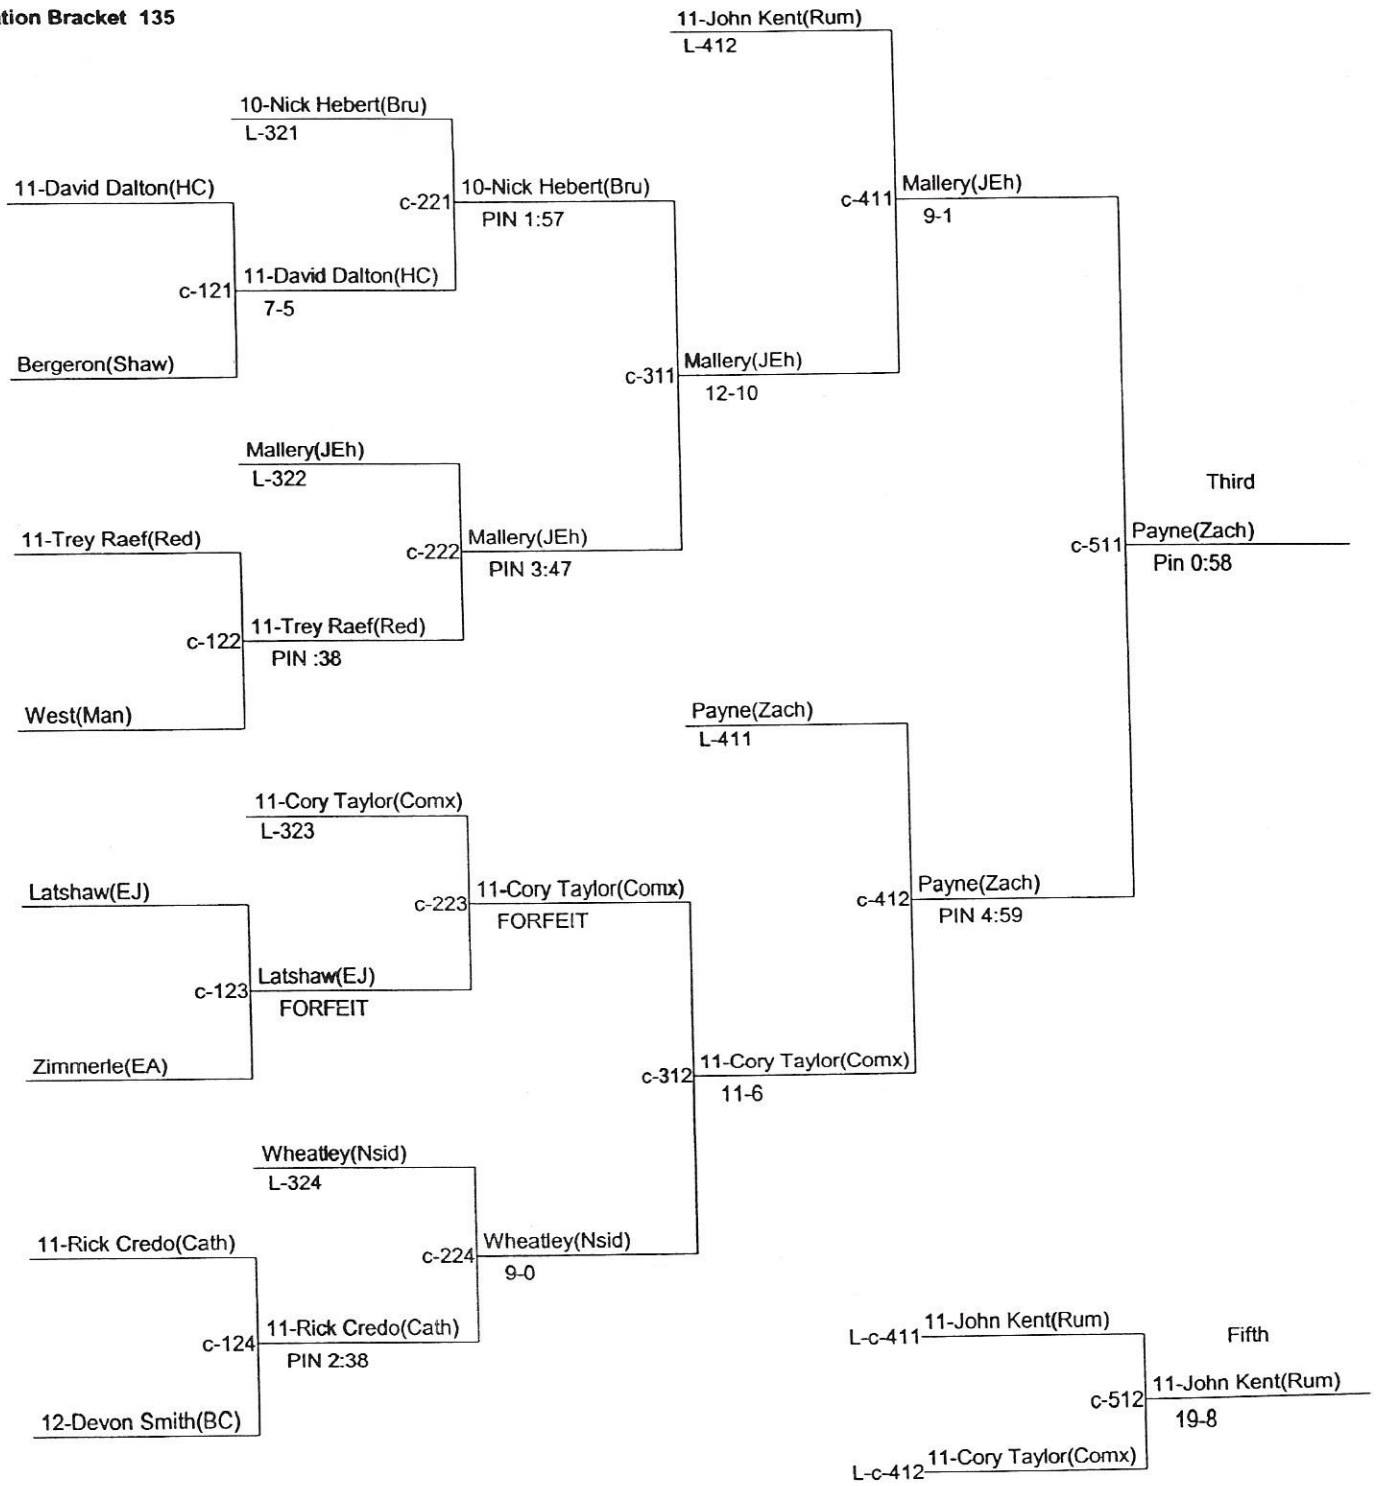 tion Bracket 135
11-John Kent(Rum)
L-412
10-Nick Hebert(Bru)
L-321
11-David Dalton(HC)
c-221
10-Nick Hebert(Bru)
PIN 1:57
c-411
Mallery(JEh)
9-1
c-121
11-David Dalton(HC)
7-5
Bergeron(Shaw)
c-311
Mallery(JEh)
12-10
Mallery(JEh)
L-322
Third
11-Trey Raef(Red)
c-222
Mallery(JEh)
PIN 3:47
c-511
Payne(Zach)
Pin 0:58
c-122
11-Trey Raef(Red)
PIN :38
West(Man)
Payne(Zach)
L-411
11-Cory Taylor(Comx)
L-323
Latshaw(EJ)
c-223
11-Cory Taylor(Comx)
FORFEIT
c-412
Payne(Zach)
PIN 4:59
c-123
Latshaw(EJ)
FORFEIT
Zimmerle(EA)
c-312
11-Cory Taylor(Comx)
11-6
Wheatley(Nsid)
L-324
11-Rick Credo(Cath)
c-224
Wheatley(Nsid)
9-0
c-124
11-Rick Credo(Cath)
PIN 2:38
12-Devon Smith(BC)
L-c-411
11-John Kent(Rum)
Fifth
c-512
11-John Kent(Rum)
19-8
L-c-412
11-Cory Taylor(Comx)